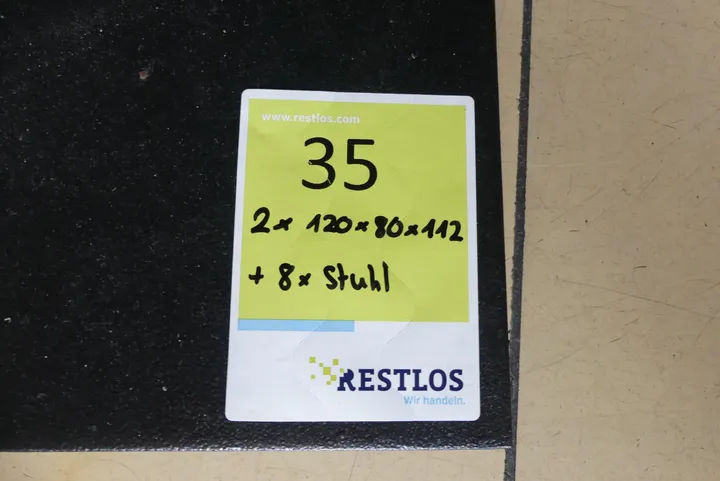 www.restlos.com
35
2x 120x80x112
+ 8x Stuhl
RESTLOS
Wir handeln.